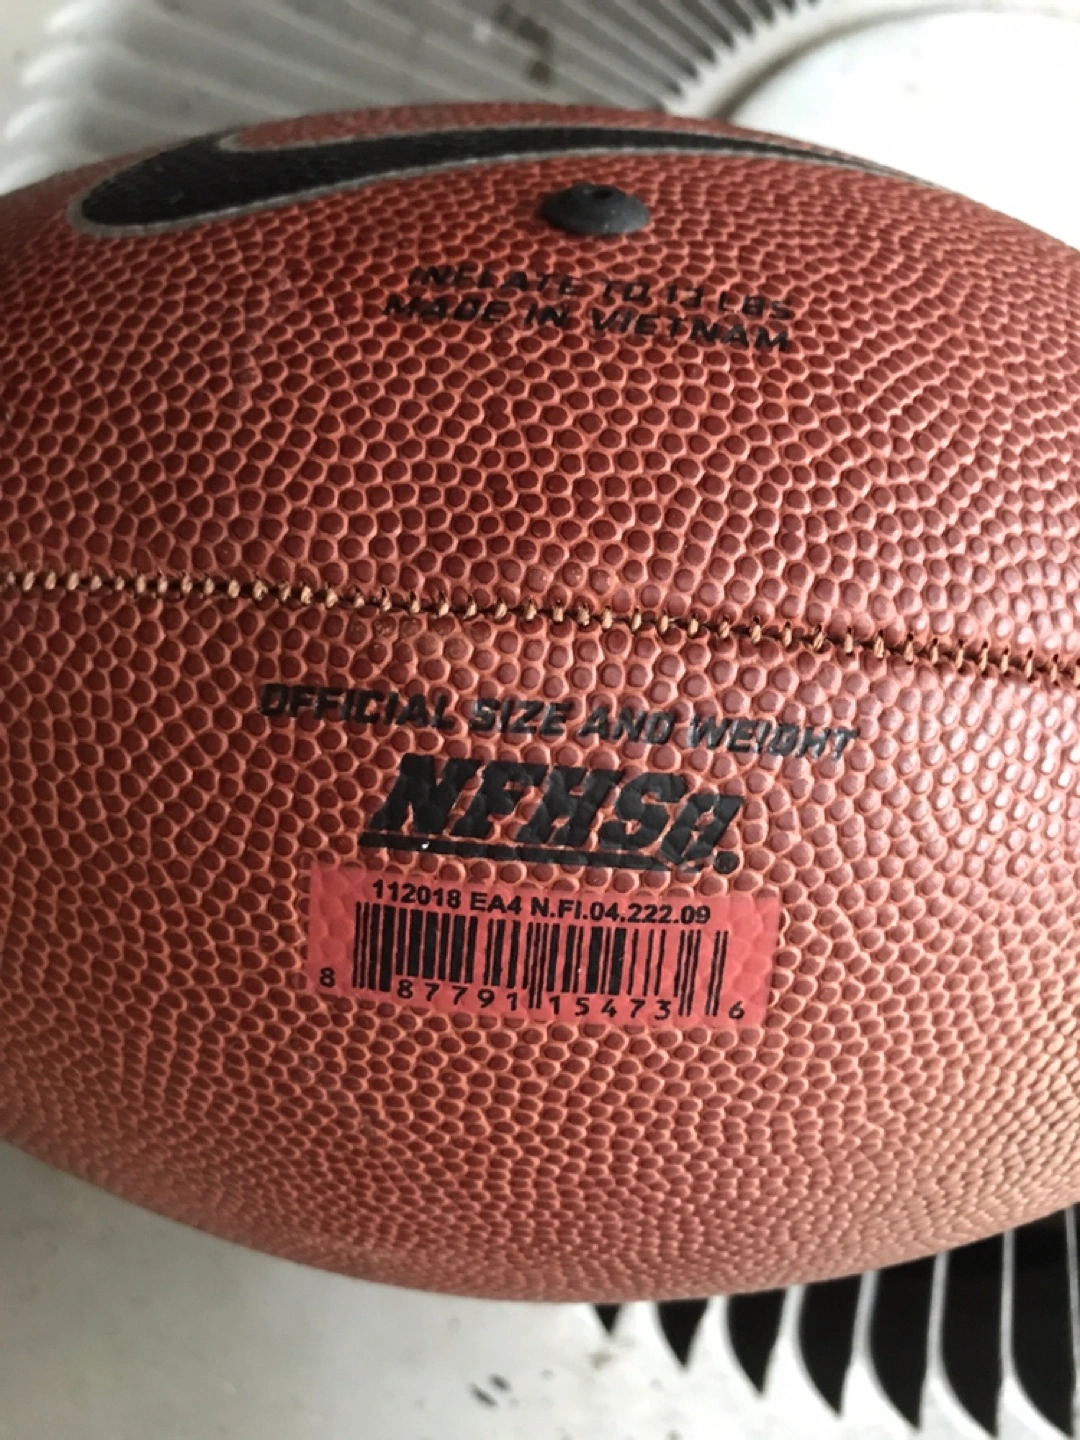 INFLATE TO 13 LBS
MADE IN VIETNAM
OFFICIAL SIZE AND WEIGHT
NFHS
112018 EA4 N.FI.04.222.09
8 87791 15473 6